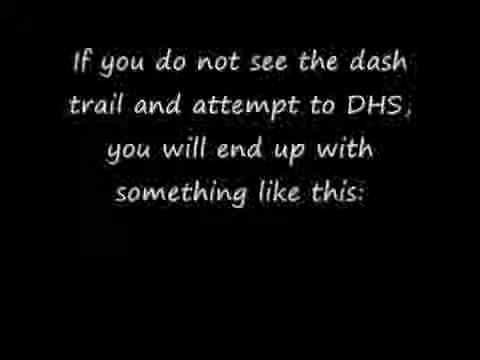 If you do not see the dash
trail and attempt to DHS,
you will end up with
something like this: